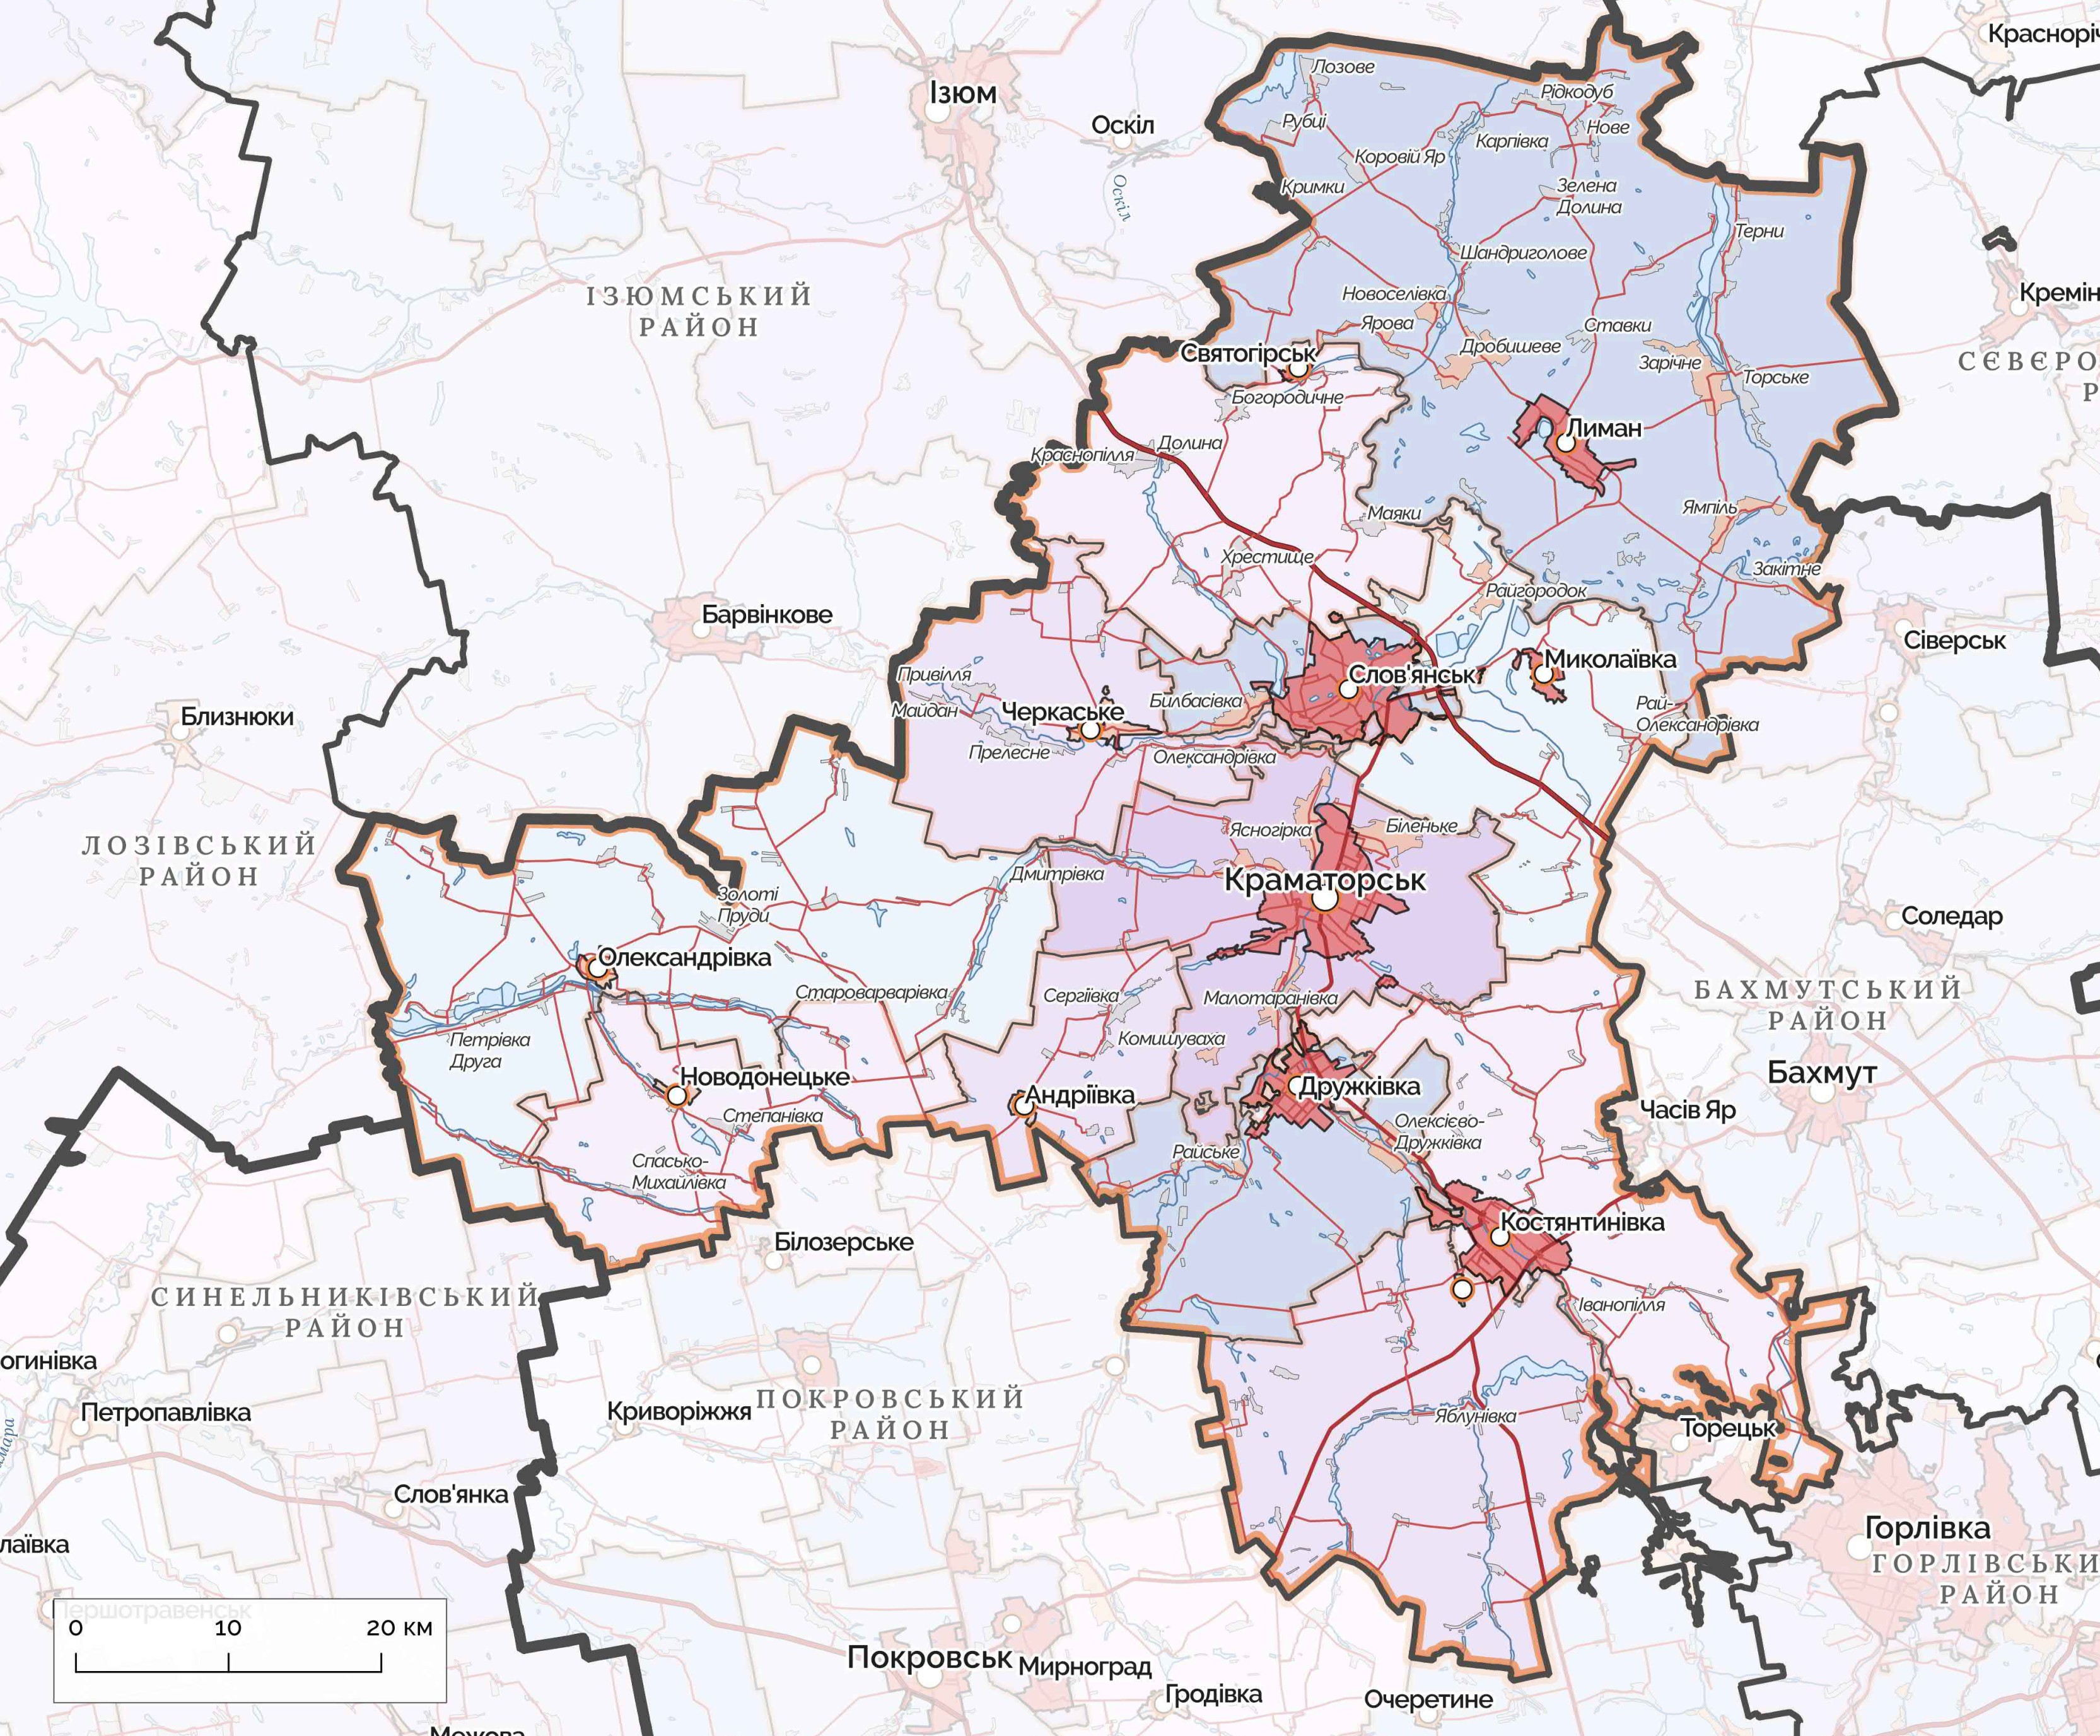 Краснорі
Лозове
Ізюм
Рідкодуб
Оскіл
Рубці
Нове
Карпівка
Коровій Яр
Кримки
Зелена
Долина
Оскіл
Терни
Шандриголове
ІЗЮМСЬКИЙ
РАЙОН
Новоселівка
Кремін
Ярова
Ставки
Дробишеве
Святогірськ
Зарічне
СЄВЄРО
Р
Торське
Богородичне
Лиман
Долина
Краснопілля
Ямпіль
Маяки
Хрестище
Закітне
Райгородок
Барвінкове
Сіверськ
Миколаївка
Привілля
Слов'янськ
Билбасівка
Рай-
Олександрівка
Майдан
Черкаське
Близнюки
Прелесне
Олександрівка
Ясногірка
Біленьке
ЛОЗІВСЬКИЙ
РАЙОН
Дмитрівка
Краматорськ
Золоті
Пруди
Соледар
Олександрівка
Староварварівка
Сергіївка
Малотаранівка
БАХМУТСЬКИЙ
РАЙОН
Петрівка
Друга
Комишуваха
Новодонецьке
Бахмут
Дружківка
Андріївка
Часів Яр
Степанівка
Олексієво-
Дружківка
Райське
Спасько-
Михайлівка
Костянтинівка
Білозерське
СИНЕЛЬНИКІВСЬКИЙ
РАЙОН
Іванопілля
огинівка
ПОКРОВСЬКИЙ
РАЙОН
Криворіжжя
Петропавлівка
Яблунівка
Торецьк
мара
Слов'янка
Горлівка
лаївка
ГОРЛІВСЬКИ
РАЙОН
Першотравенськ
0 10 20 км
Покровськ
Мирноград
Гродівка
Очеретине
Межова